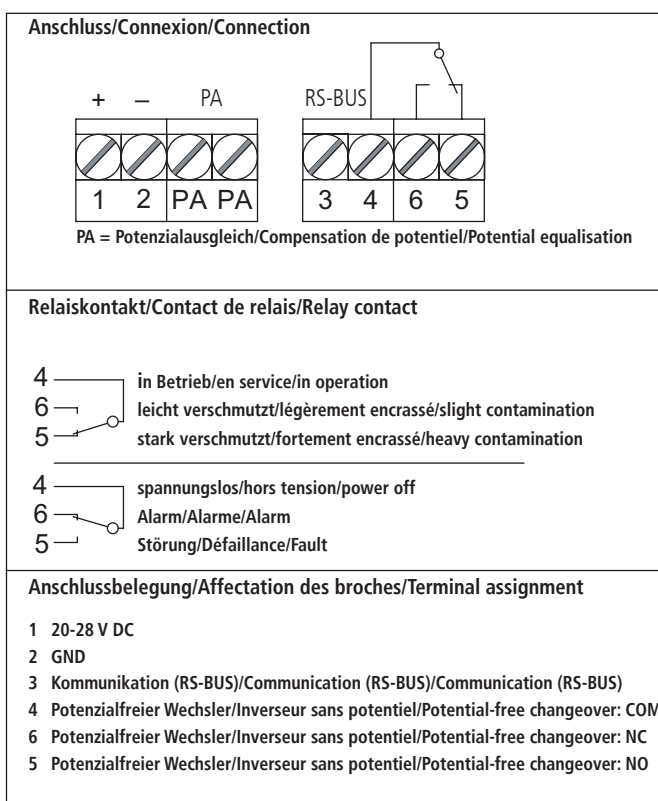 Anschluss/Connexion/Connection
+ – PA RS-BUS
1 2 PA PA 3 4 6 5
PA = Potenzialausgleich/Compensation de potentiel/Potential equalisation
Relaiskontakt/Contact de relais/Relay contact
4 in Betrieb/en service/in operation
6 leicht verschmutzt/légèrement encrassé/slight contamination
5 stark verschmutzt/fortement encrassé/heavy contamination
4 spannungslos/hors tension/power off
6 Alarm/Alarme/Alarm
5 Störung/Défaillance/Fault
Anschlussbelegung/Affectation des broches/Terminal assignment
1 20-28 V DC
2 GND
3 Kommunikation (RS-BUS)/Communication (RS-BUS)/Communication (RS-BUS)
4 Potenzialfreier Wechsler/Inverseur sans potentiel/Potential-free changeover: COM
6 Potenzialfreier Wechsler/Inverseur sans potentiel/Potential-free changeover: NC
5 Potenzialfreier Wechsler/Inverseur sans potentiel/Potential-free changeover: NO